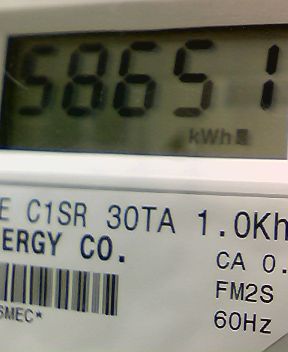 58651
kWh
E C1SR 30TA 1.0Kh
ERGY CO.
CA 0.
FM2S
SMEC*
60Hz